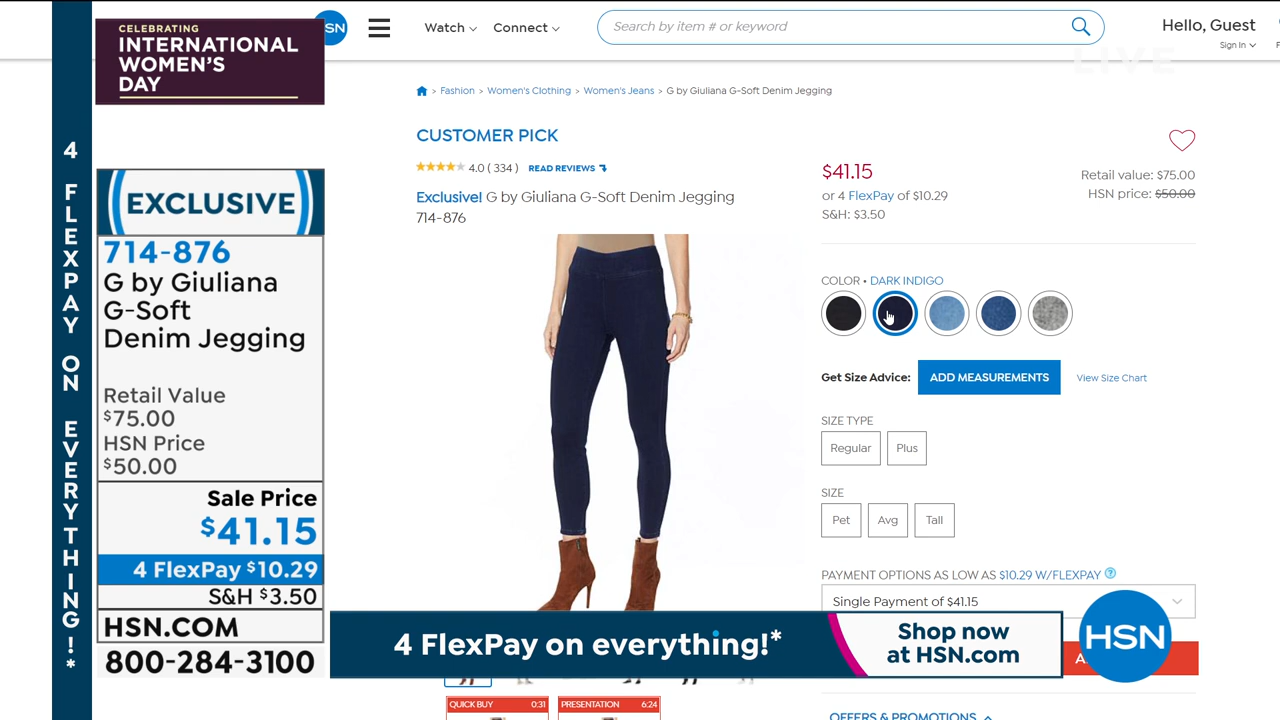 CELEBRATING
INTERNATIONAL
WOMEN'S
DAY
4 FLEXPAY ON EVERYTHING!*
EXCLUSIVE
714-876
G by Giuliana
G-Soft
Denim Jegging
Retail Value
$75.00
HSN Price
$50.00
Sale Price
$41.15
4 FlexPay $10.29
S&H $3.50
HSN.COM
800-284-3100
SN
Watch
Connect
Search by item # or keyword
Hello, Guest
Sign In
LIVE
> Fashion > Women's Clothing > Women's Jeans > G by Giuliana G-Soft Denim Jegging
CUSTOMER PICK
4.0 ( 334 ) READ REVIEWS
Exclusive! G by Giuliana G-Soft Denim Jegging
714-876
$41.15
or 4 FlexPay of $10.29
S&H: $3.50
Retail value: $75.00
HSN price: $50.00
COLOR • DARK INDIGO
Get Size Advice: ADD MEASUREMENTS View Size Chart
SIZE TYPE
Regular Plus
SIZE
Pet Avg Tall
PAYMENT OPTIONS AS LOW AS $10.29 W/FLEXPAY ?
Single Payment of $41.15
4 FlexPay on everything!*
Shop now
at HSN.com
HSN
QUICK BUY 0:31
PRESENTATION 6:24
OFFERS & PROMOTIONS